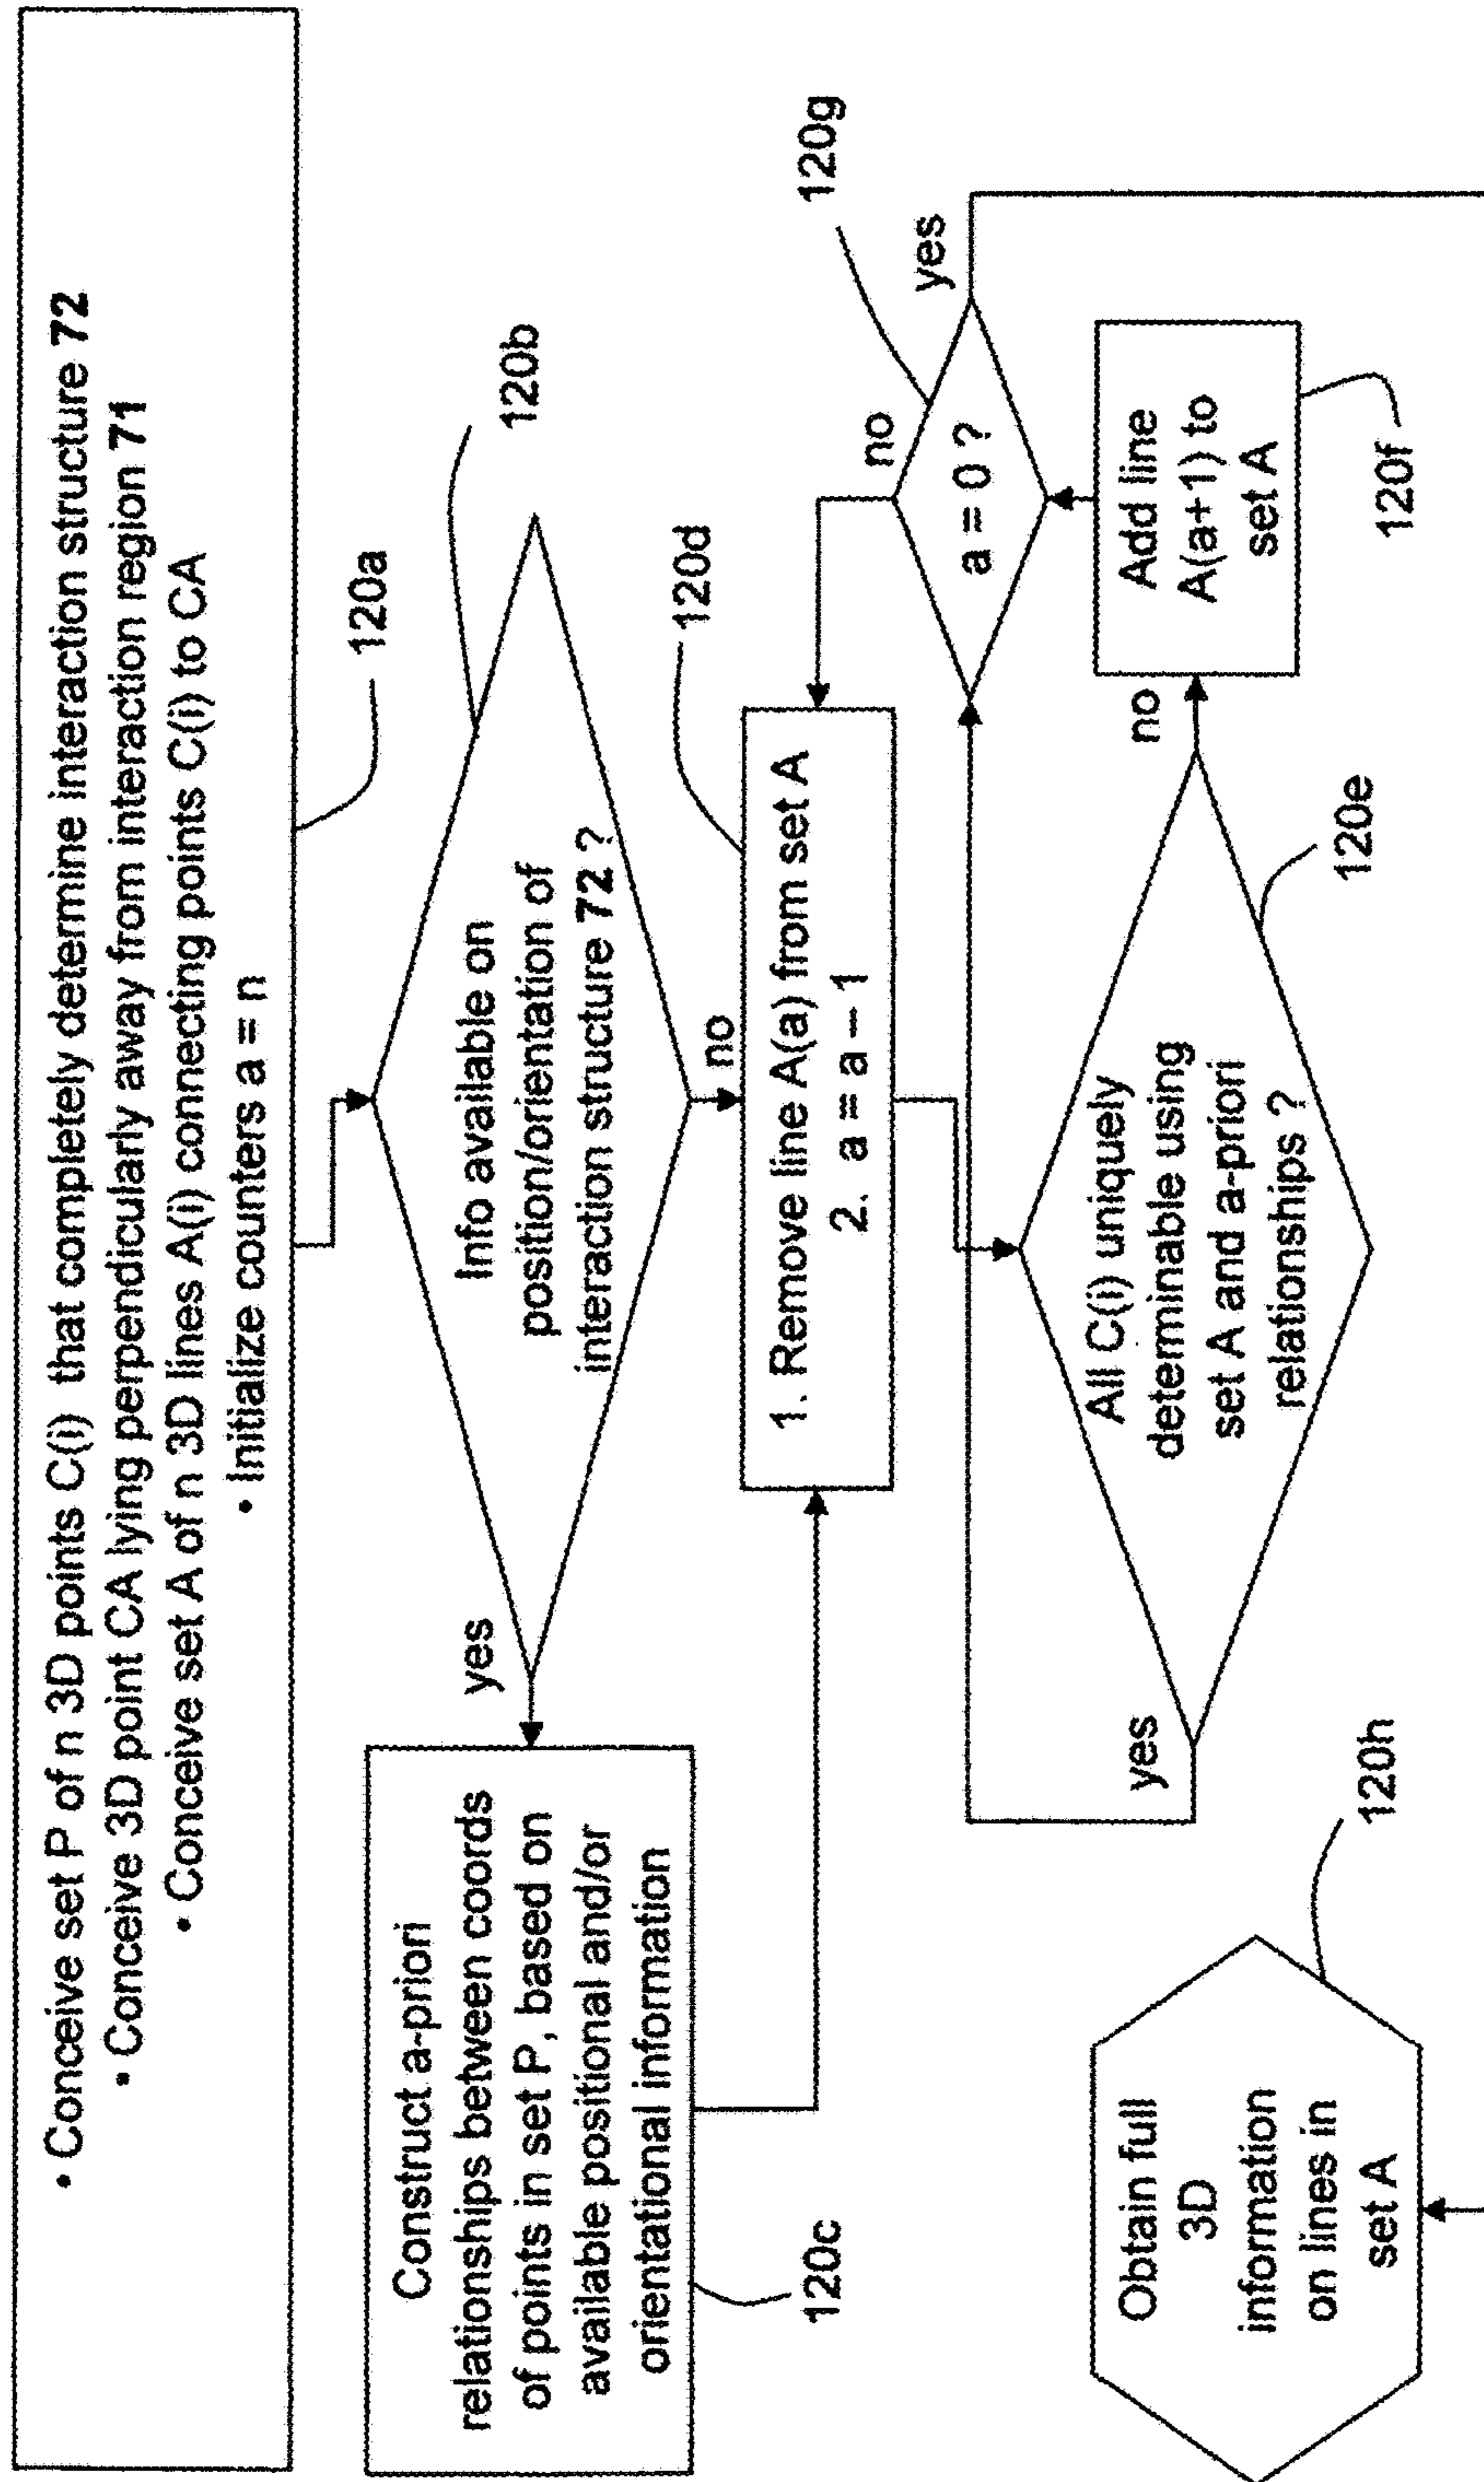 • Conceive set P of n 3D points C(i) that completely determine interaction structure 72
• Conceive 3D point CA lying perpendicularly away from interaction region 71
• Conceive set A of n 3D lines A(i) connecting points C(i) to CA
• Initialize counters a = n
120a
Info available on
position/orientation of
interaction structure 72 ?
120b
yes
no
Construct a-priori
relationships between coords
of points in set P, based on
available positional and/or
orientational information
120c
1. Remove line A(a) from set A
2. a = a – 1
120d
All C(i) uniquely
determinable using
set A and a-priori
relationships ?
120e
yes
no
Add line
A(a+1) to
set A
120f
a = 0 ?
120g
no
yes
Obtain full
3D
information
on lines in
set A
120h